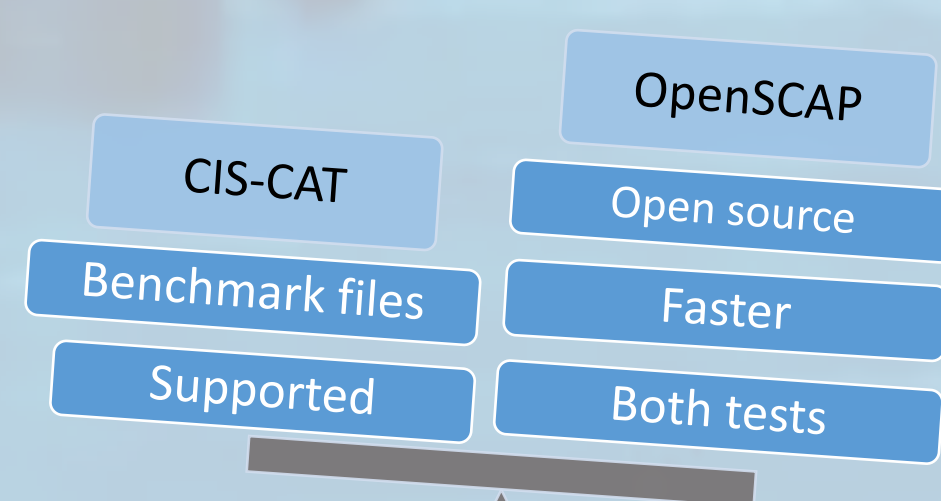 CIS-CAT
Benchmark files
Supported
OpenSCAP
Open source
Faster
Both tests